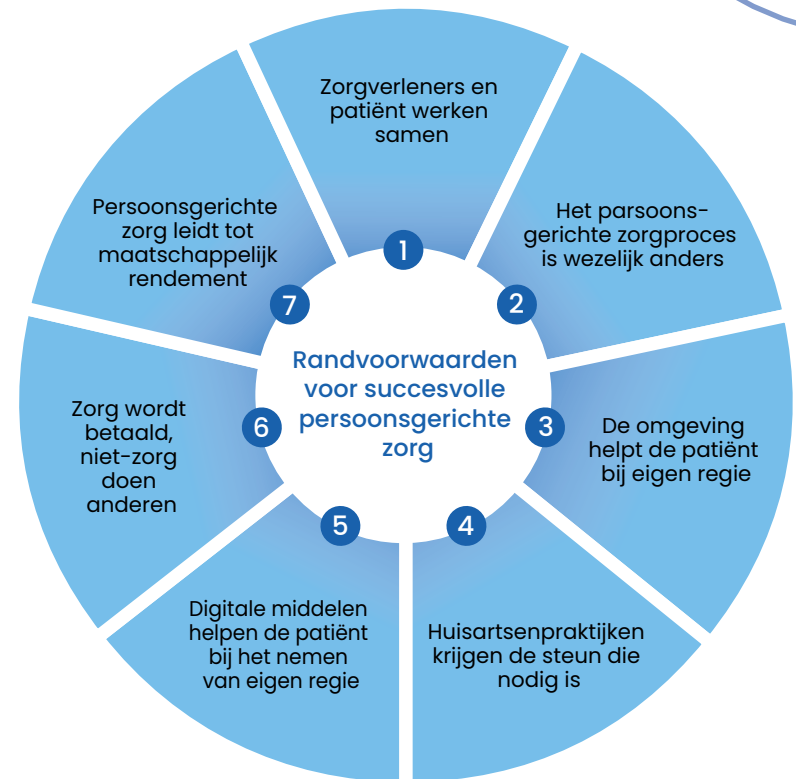 Zorgverleners en
patiënt werken
samen
1
Het parsoons-
gerichte zorgproces
is wezelijk anders
2
De omgeving
helpt de patiënt
bij eigen regie
3
Huisartsenpraktijken
krijgen de steun die
nodig is
4
Digitale middelen
helpen de patiënt
bij het nemen
van eigen regie
5
Zorg wordt
betaald,
niet-zorg
doen
anderen
6
Persoonsgerichte
zorg leidt tot
maatschappelijk
rendement
7
Randvoorwaarden
voor succesvolle
persoonsgerichte
zorg